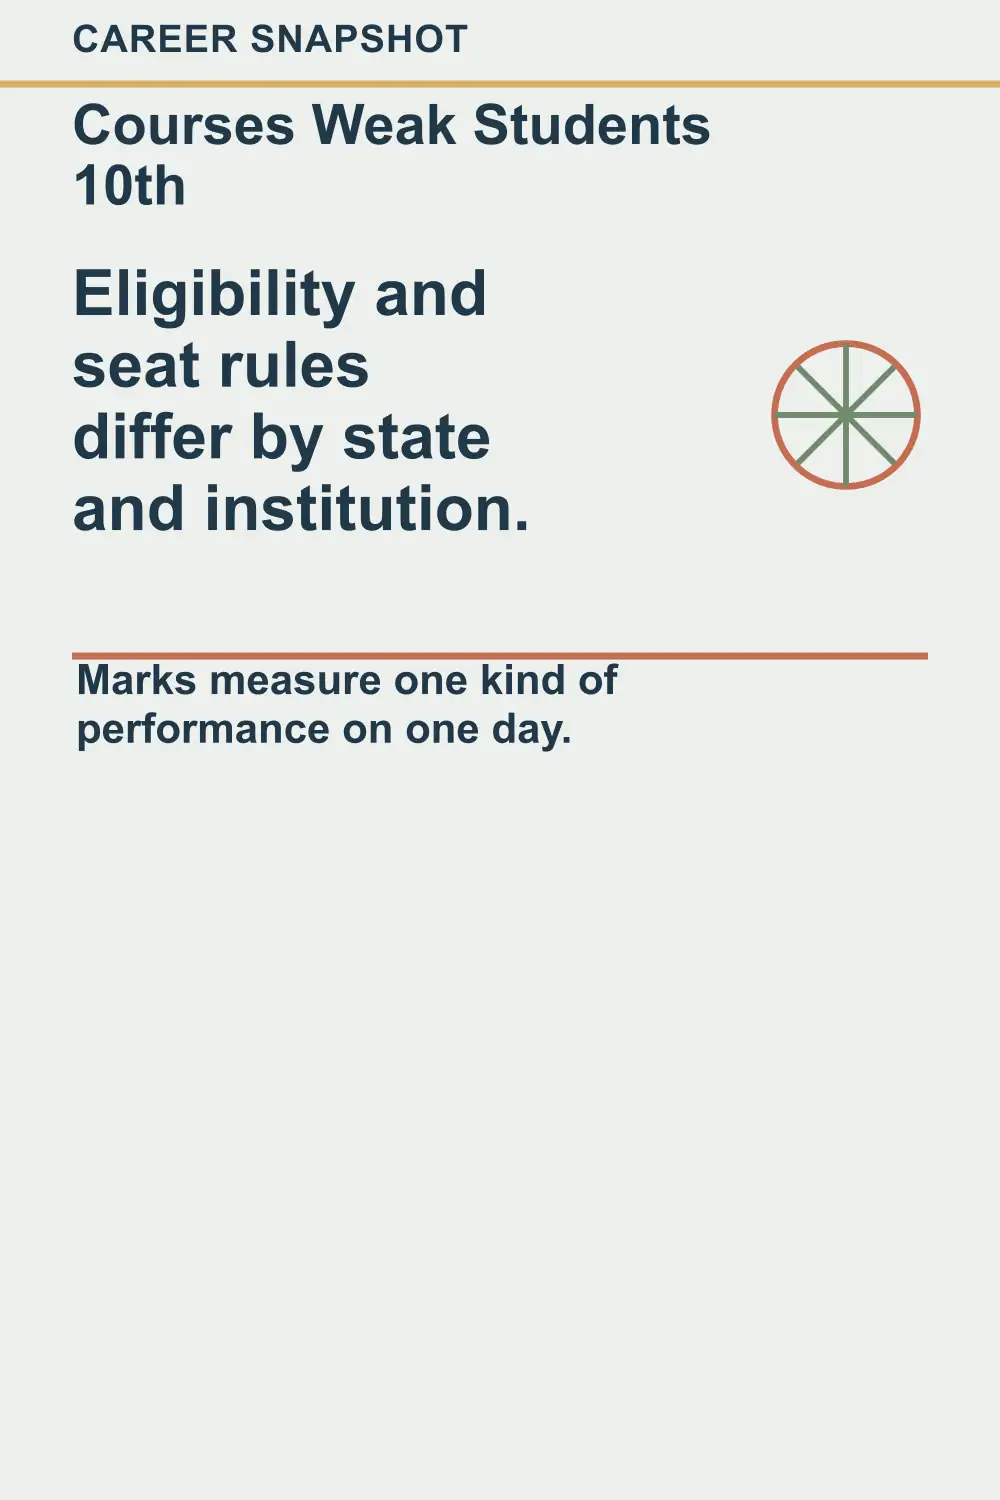 CAREER SNAPSHOT
Courses Weak Students
10th
Eligibility and
seat rules
differ by state
and institution.
Marks measure one kind of
performance on one day.